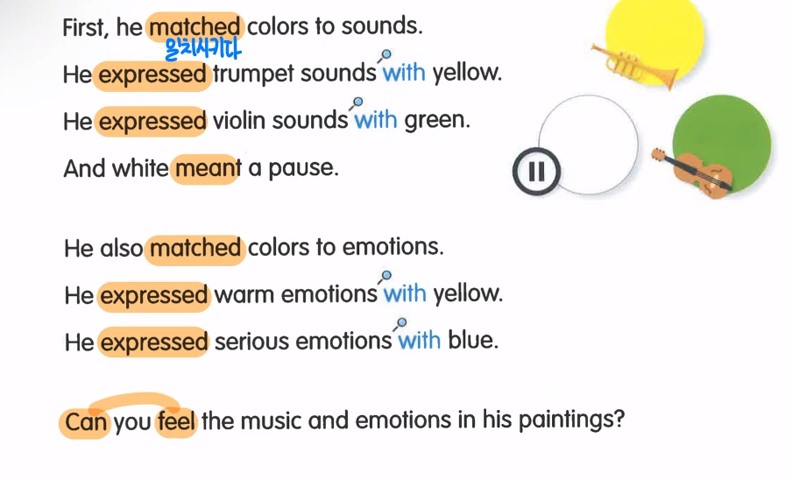 First, he matched colors to sounds.
일치시키다
He expressed trumpet sounds with yellow.
He expressed violin sounds with green.
And white meant a pause.
He also matched colors to emotions.
He expressed warm emotions with yellow.
He expressed serious emotions with blue.
Can you feel the music and emotions in his paintings?